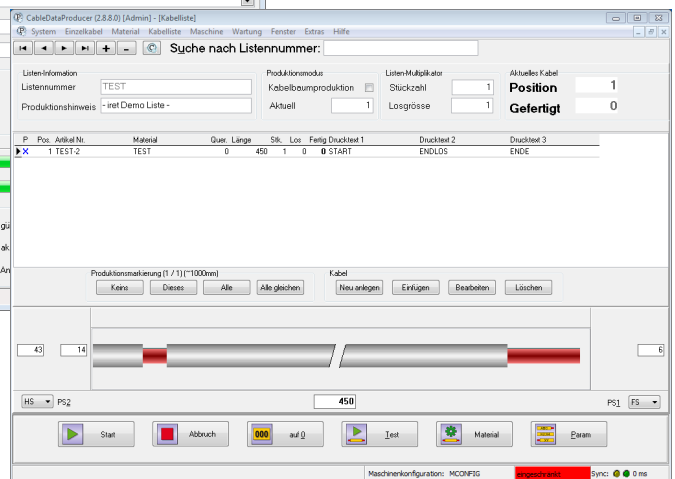 CableDataProducer (2.8.8.0) [Admin] - [Kabelliste]
System Einzelkabel Material Kabelliste Maschine Wartung Fenster Extras Hilfe
Suche nach Listennummer:
Listen-Information Produktionsmodus Listen-Multiplikator Aktuelles Kabel
Listennummer TEST Kabelbaumproduktion Stückzahl 1 Position 1
Produktionshinweis - iret Demo Liste - Aktuell 1 Losgrösse 1 Gefertigt 0
P Pos. Artikel Nr. Material Quer. Länge Stk. Los Fertig Drucktext 1 Drucktext 2 Drucktext 3
X 1 TEST-2 TEST 0 450 1 0 0 START ENDLOS ENDE
gü
ak
An
Produktionsmarkierung (1 / 1) (~1000mm) Kabel
Keins Dieses Alle Alle gleichen Neu anlegen Einfügen Bearbeiten Löschen
43 14 6
HS PS2 450 PS1 FS
Start Abbruch 000 auf 0 Test Material Param
Maschinenkonfiguration: MCONFIG eingeschränkt Sync: 0 ms